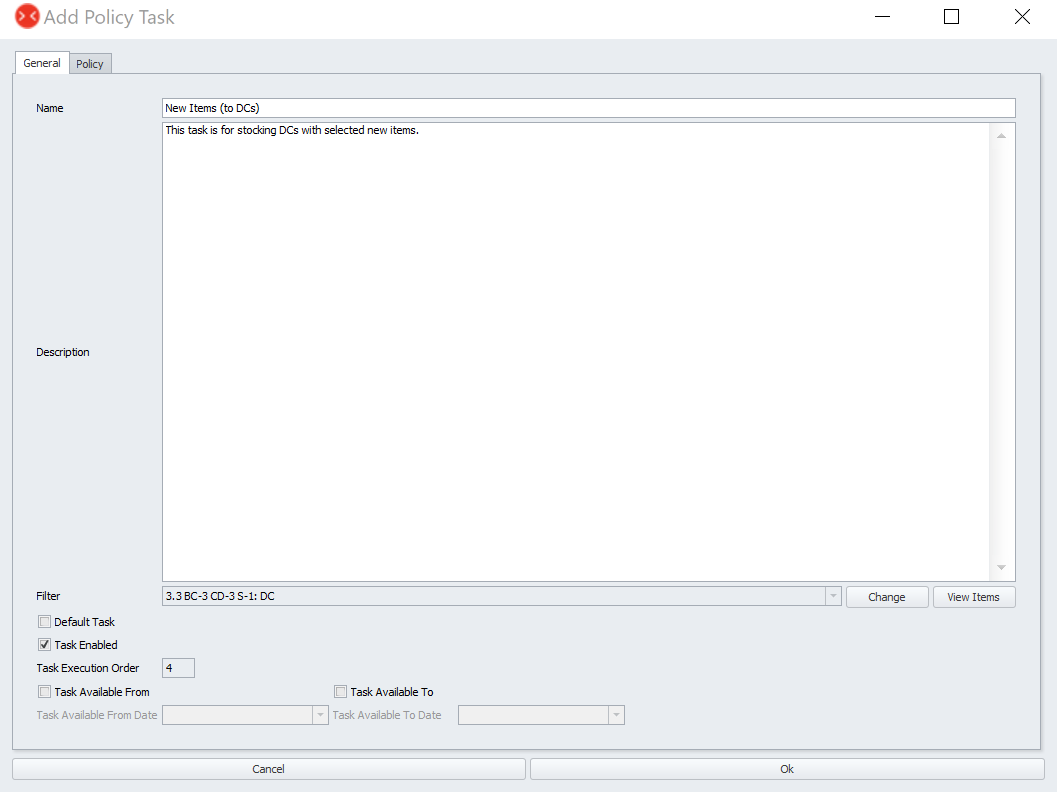 Add Policy Task
General
Policy
Name
New Items (to DCs)
This task is for stocking DCs with selected new items.
Description
Filter
3.3 BC-3 CD-3 S-1: DC
Change
View Items
Default Task
Task Enabled
Task Execution Order
4
Task Available From
Task Available To
Task Available From Date
Task Available To Date
Cancel
Ok